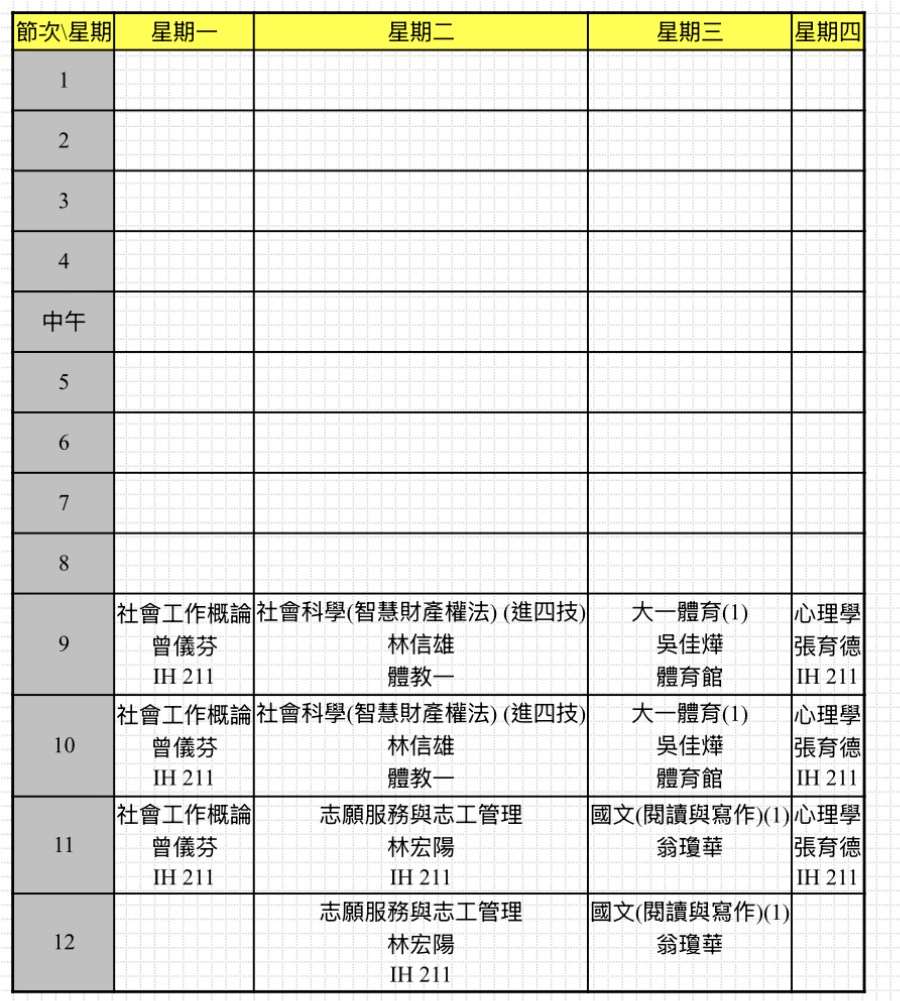 節次\星期 星期一 星期二 星期三 星期四
1
2
3
4
中午
5
6
7
8
社會工作概論 社會科學(智慧財產權法) (進四技) 大一體育(1) 心理學
9 曾儀芬 林信雄 吳佳燁 張育德
IH 211 體教一 體育館 IH 211
社會工作概論 社會科學(智慧財產權法) (進四技) 大一體育(1) 心理學
10 曾儀芬 林信雄 吳佳燁 張育德
IH 211 體教一 體育館 IH 211
社會工作概論 志願服務與志工管理 國文(閱讀與寫作)(1) 心理學
11 曾儀芬 林宏陽 翁瓊華 張育德
IH 211 IH 211 IH 211
志願服務與志工管理 國文(閱讀與寫作)(1)
12 林宏陽 翁瓊華
IH 211